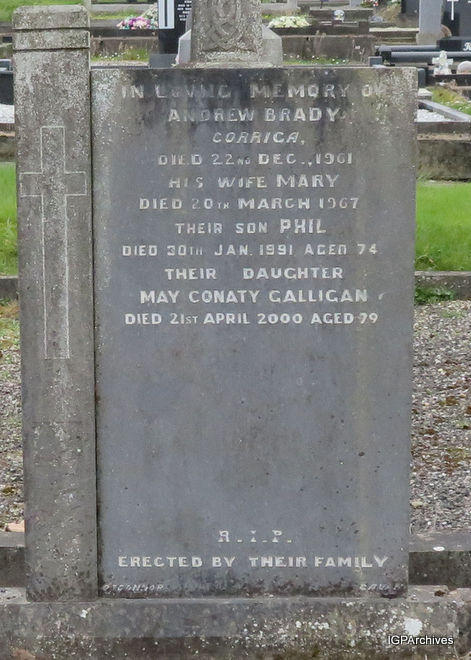 IN LOVING MEMORY OF
ANDREW BRADY
CORRIGA,
DIED 22ND DEC., 1961
HIS WIFE MARY
DIED 20TH MARCH 1967
THEIR SON PHIL
DIED 30TH JAN. 1991 AGED 74
THEIR DAUGHTER
MAY CONATY GALLIGAN
DIED 21ST APRIL 2000 AGED 79
R.I.P.
ERECTED BY THEIR FAMILY
O'CONNOR
IGPArchives